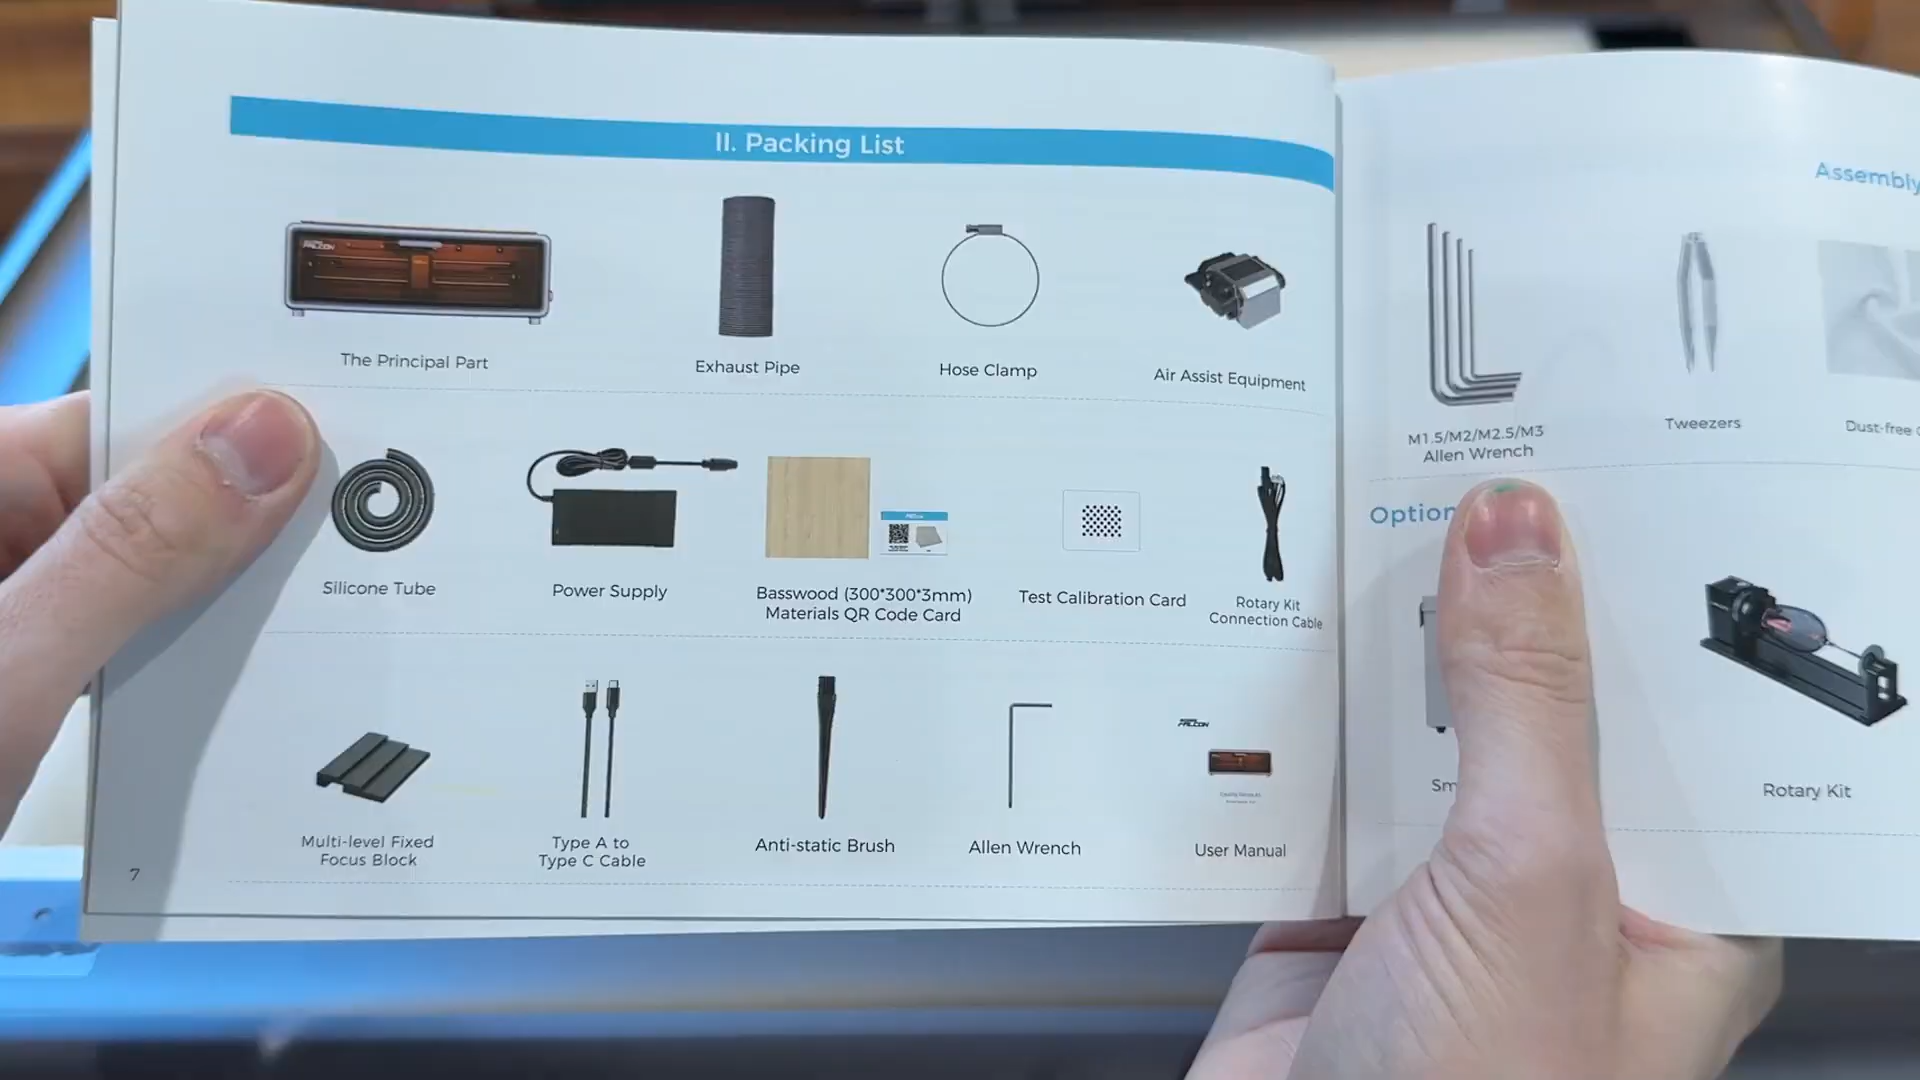 II. Packing List
FALCON
The Principal Part
Exhaust Pipe
Hose Clamp
Air Assist Equipment
Silicone Tube
Power Supply
Basswood (300*300*3mm)
Materials QR Code Card
Test Calibration Card
Rotary Kit
Connection Cable
Multi-level Fixed
Focus Block
Type A to
Type C Cable
Anti-static Brush
Allen Wrench
FALCON
User Manual
7
Assembly
M1.5/M2/M2.5/M3
Allen Wrench
Tweezers
Dust-free
Option
Sm
Rotary Kit